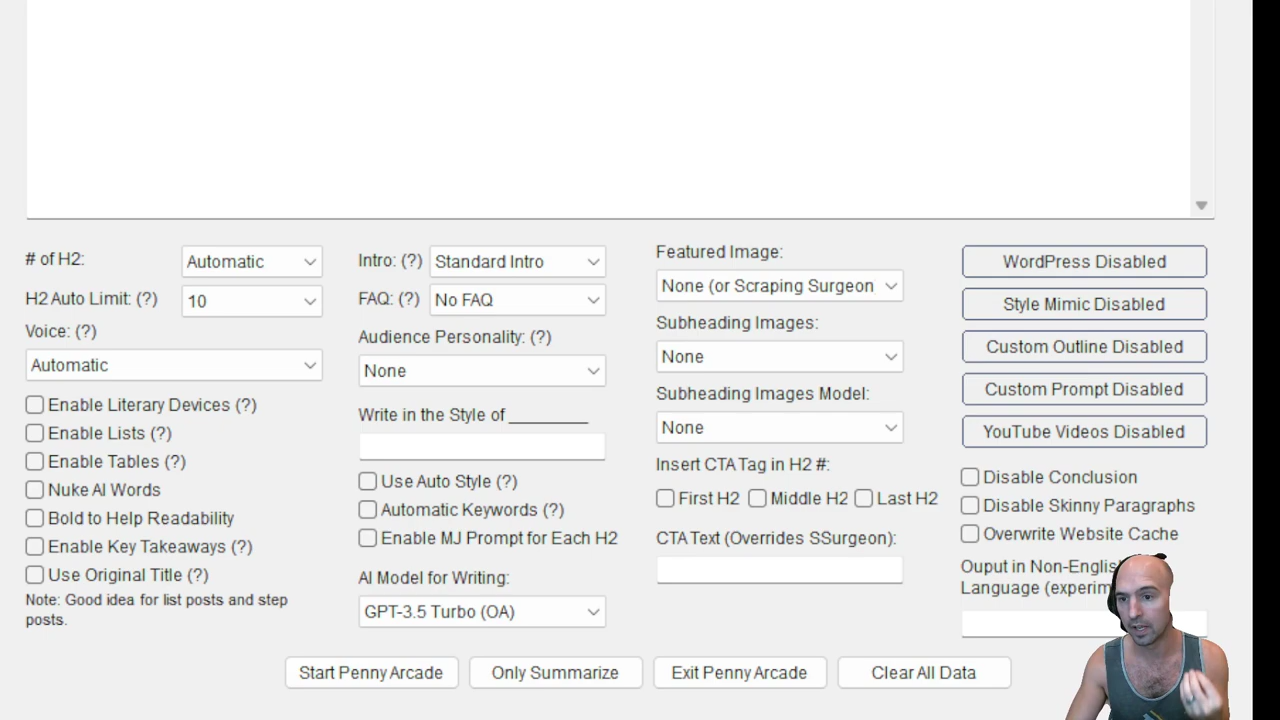 # of H2:
Automatic
H2 Auto Limit: (?)
10
Voice: (?)
Automatic
Enable Literary Devices (?)
Enable Lists (?)
Enable Tables (?)
Nuke AI Words
Bold to Help Readability
Enable Key Takeaways (?)
Use Original Title (?)
Note: Good idea for list posts and step
posts.
Intro: (?)
Standard Intro
FAQ: (?)
No FAQ
Audience Personality: (?)
None
Write in the Style of ________
Use Auto Style (?)
Automatic Keywords (?)
Enable MJ Prompt for Each H2
AI Model for Writing:
GPT-3.5 Turbo (OA)
Featured Image:
None (or Scraping Surgeon
Subheading Images:
None
Subheading Images Model:
None
Insert CTA Tag in H2 #:
First H2 Middle H2 Last H2
CTA Text (Overrides SSurgeon):
WordPress Disabled
Style Mimic Disabled
Custom Outline Disabled
Custom Prompt Disabled
YouTube Videos Disabled
Disable Conclusion
Disable Skinny Paragraphs
Overwrite Website Cache
Ouput in
Language
Start Penny Arcade
Only Summarize
Exit Penny Arcade
Clear All Data